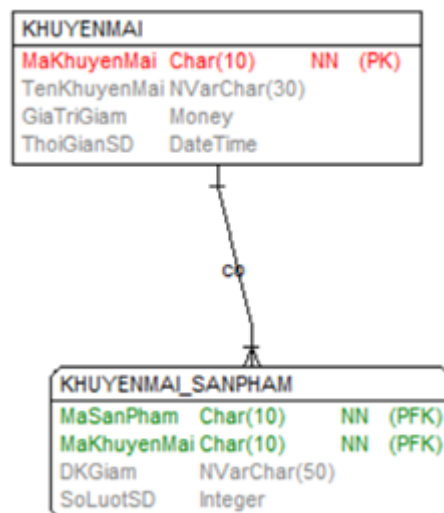 KHUYENMAI
MaKhuyenMai Char(10) NN (PK)
TenKhuyenMai NVarChar(30)
GiaTriGiam Money
ThoiGianSD DateTime
co
KHUYENMAI_SANPHAM
MaSanPham Char(10) NN (PFK)
MaKhuyenMai Char(10) NN (PFK)
DKGiam NVarChar(50)
SoLuotSD Integer